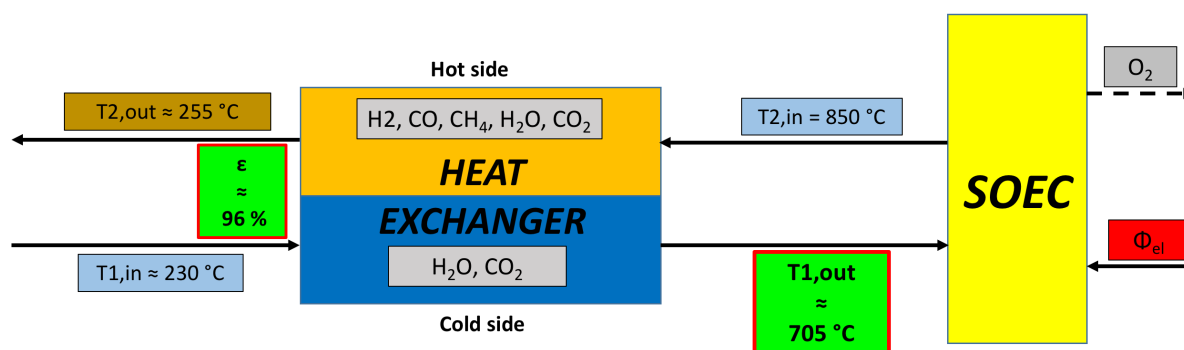 Hot side
O₂
T2,out ≈ 255 °C
H2, CO, CH₄, H₂O, CO₂
T2,in = 850 °C
ε
≈
96 %
HEAT
EXCHANGER
SOEC
H₂O, CO₂
T1,in ≈ 230 °C
T1,out
≈
705 °C
Φel
Cold side